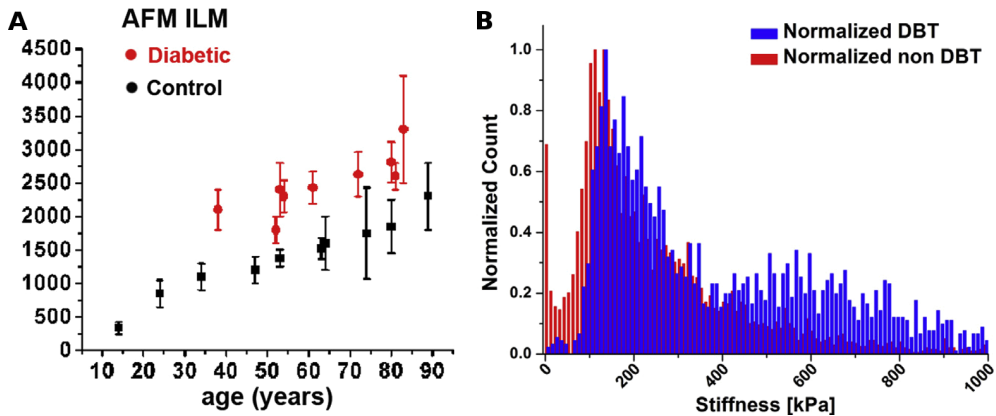 A
AFM ILM
Diabetic
Control
4500
4000
3500
3000
2500
2000
1500
1000
500
0
10 20 30 40 50 60 70 80 90
age (years)
B
Normalized DBT
Normalized non DBT
Normalized Count
1.0
0.8
0.6
0.4
0.2
0.0
0 200 400 600 800 1000
Stiffness [kPa]